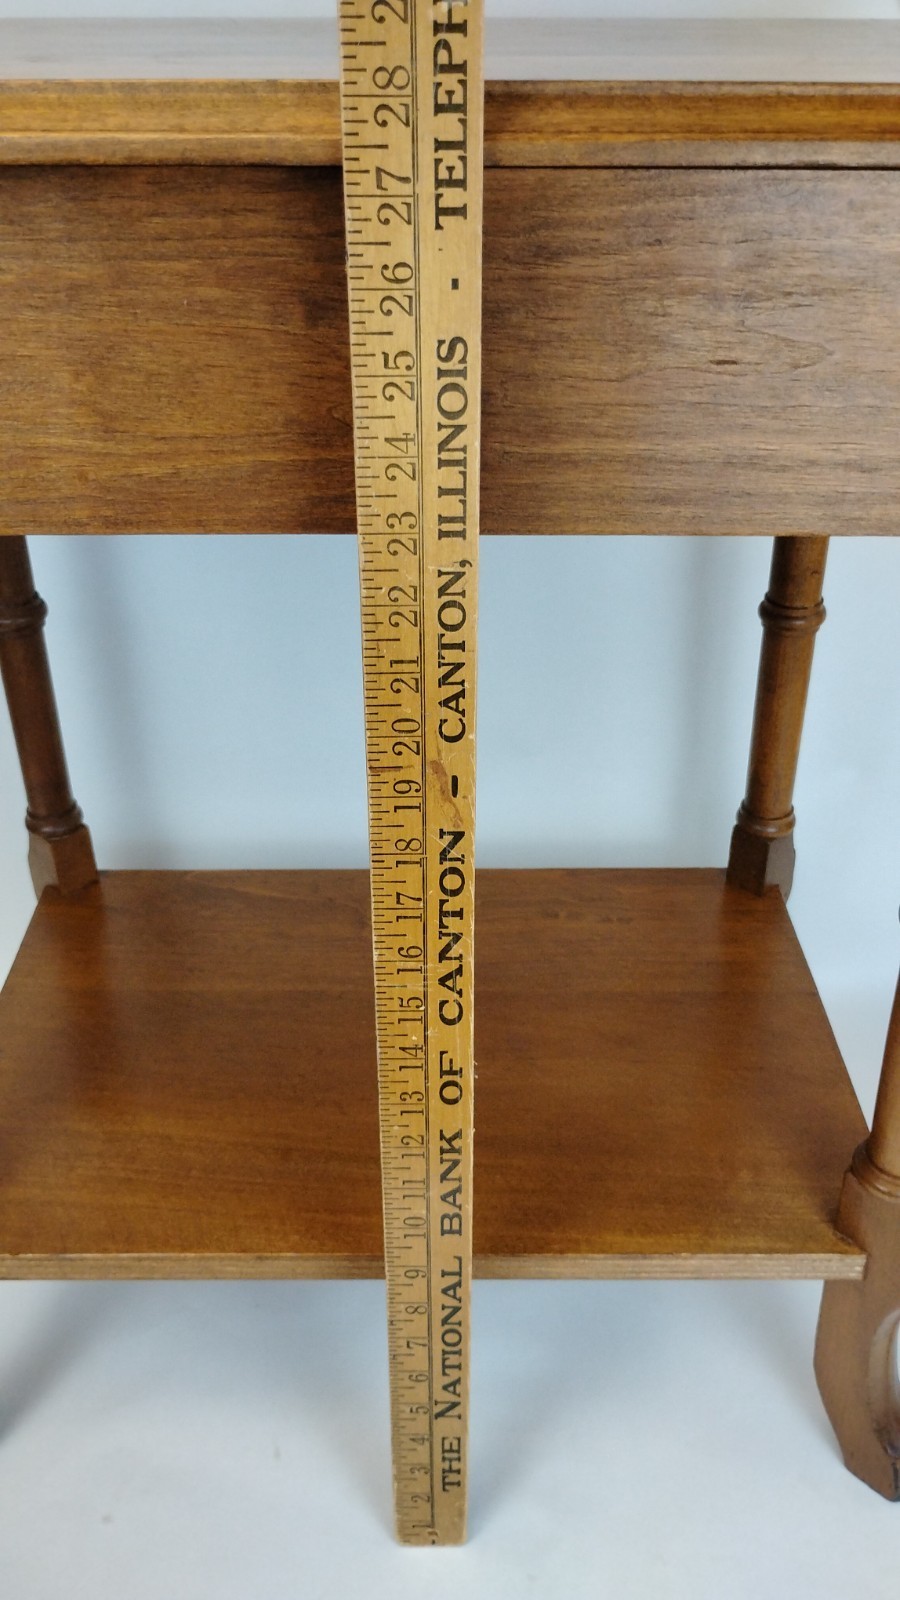 THE NATIONAL BANK OF CANTON – CANTON, ILLINOIS · TELEPH
1 2 3 4 5 6 7 8 9 10 11 12 13 14 15 16 17 18 19 20 21 22 23 24 25 26 27 28 2